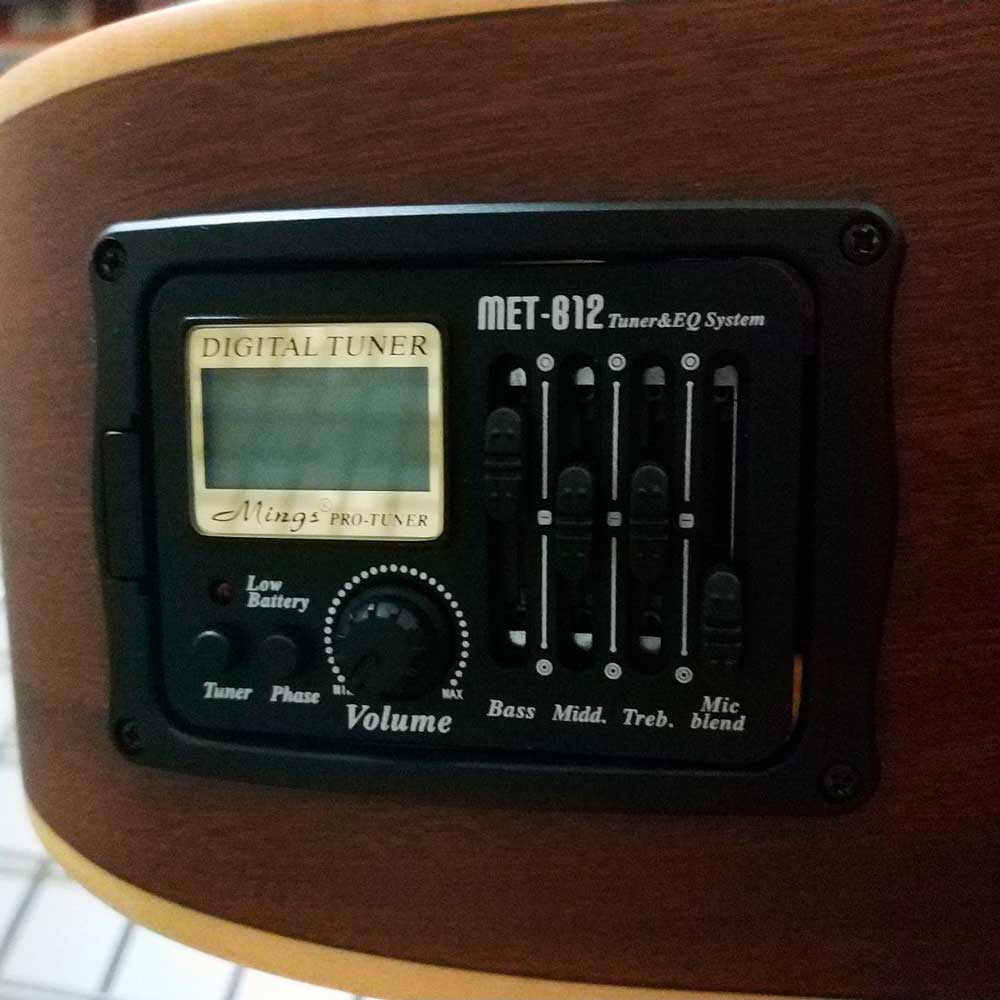 MET-812 Tuner&EQ System
DIGITAL TUNER
Mings® PRO-TUNER
Low
Battery
Tuner
Phase
MIN
MAX
Volume
Bass
Midd.
Treb.
Mic
blend